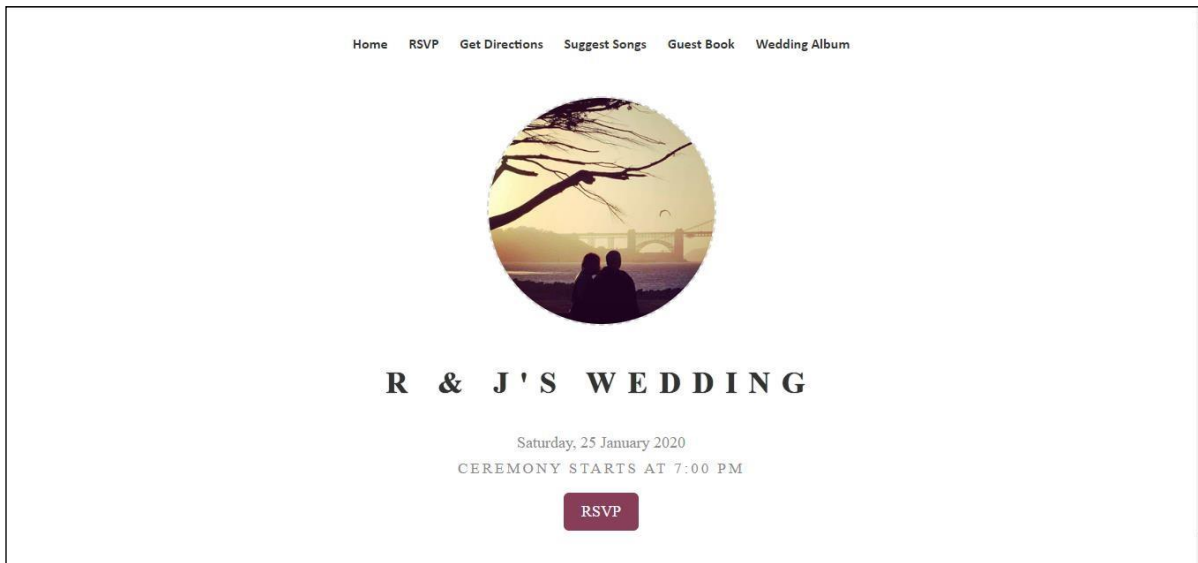 Home RSVP Get Directions Suggest Songs Guest Book Wedding Album
R & J'S WEDDING
Saturday, 25 January 2020
CEREMONY STARTS AT 7:00 PM
RSVP